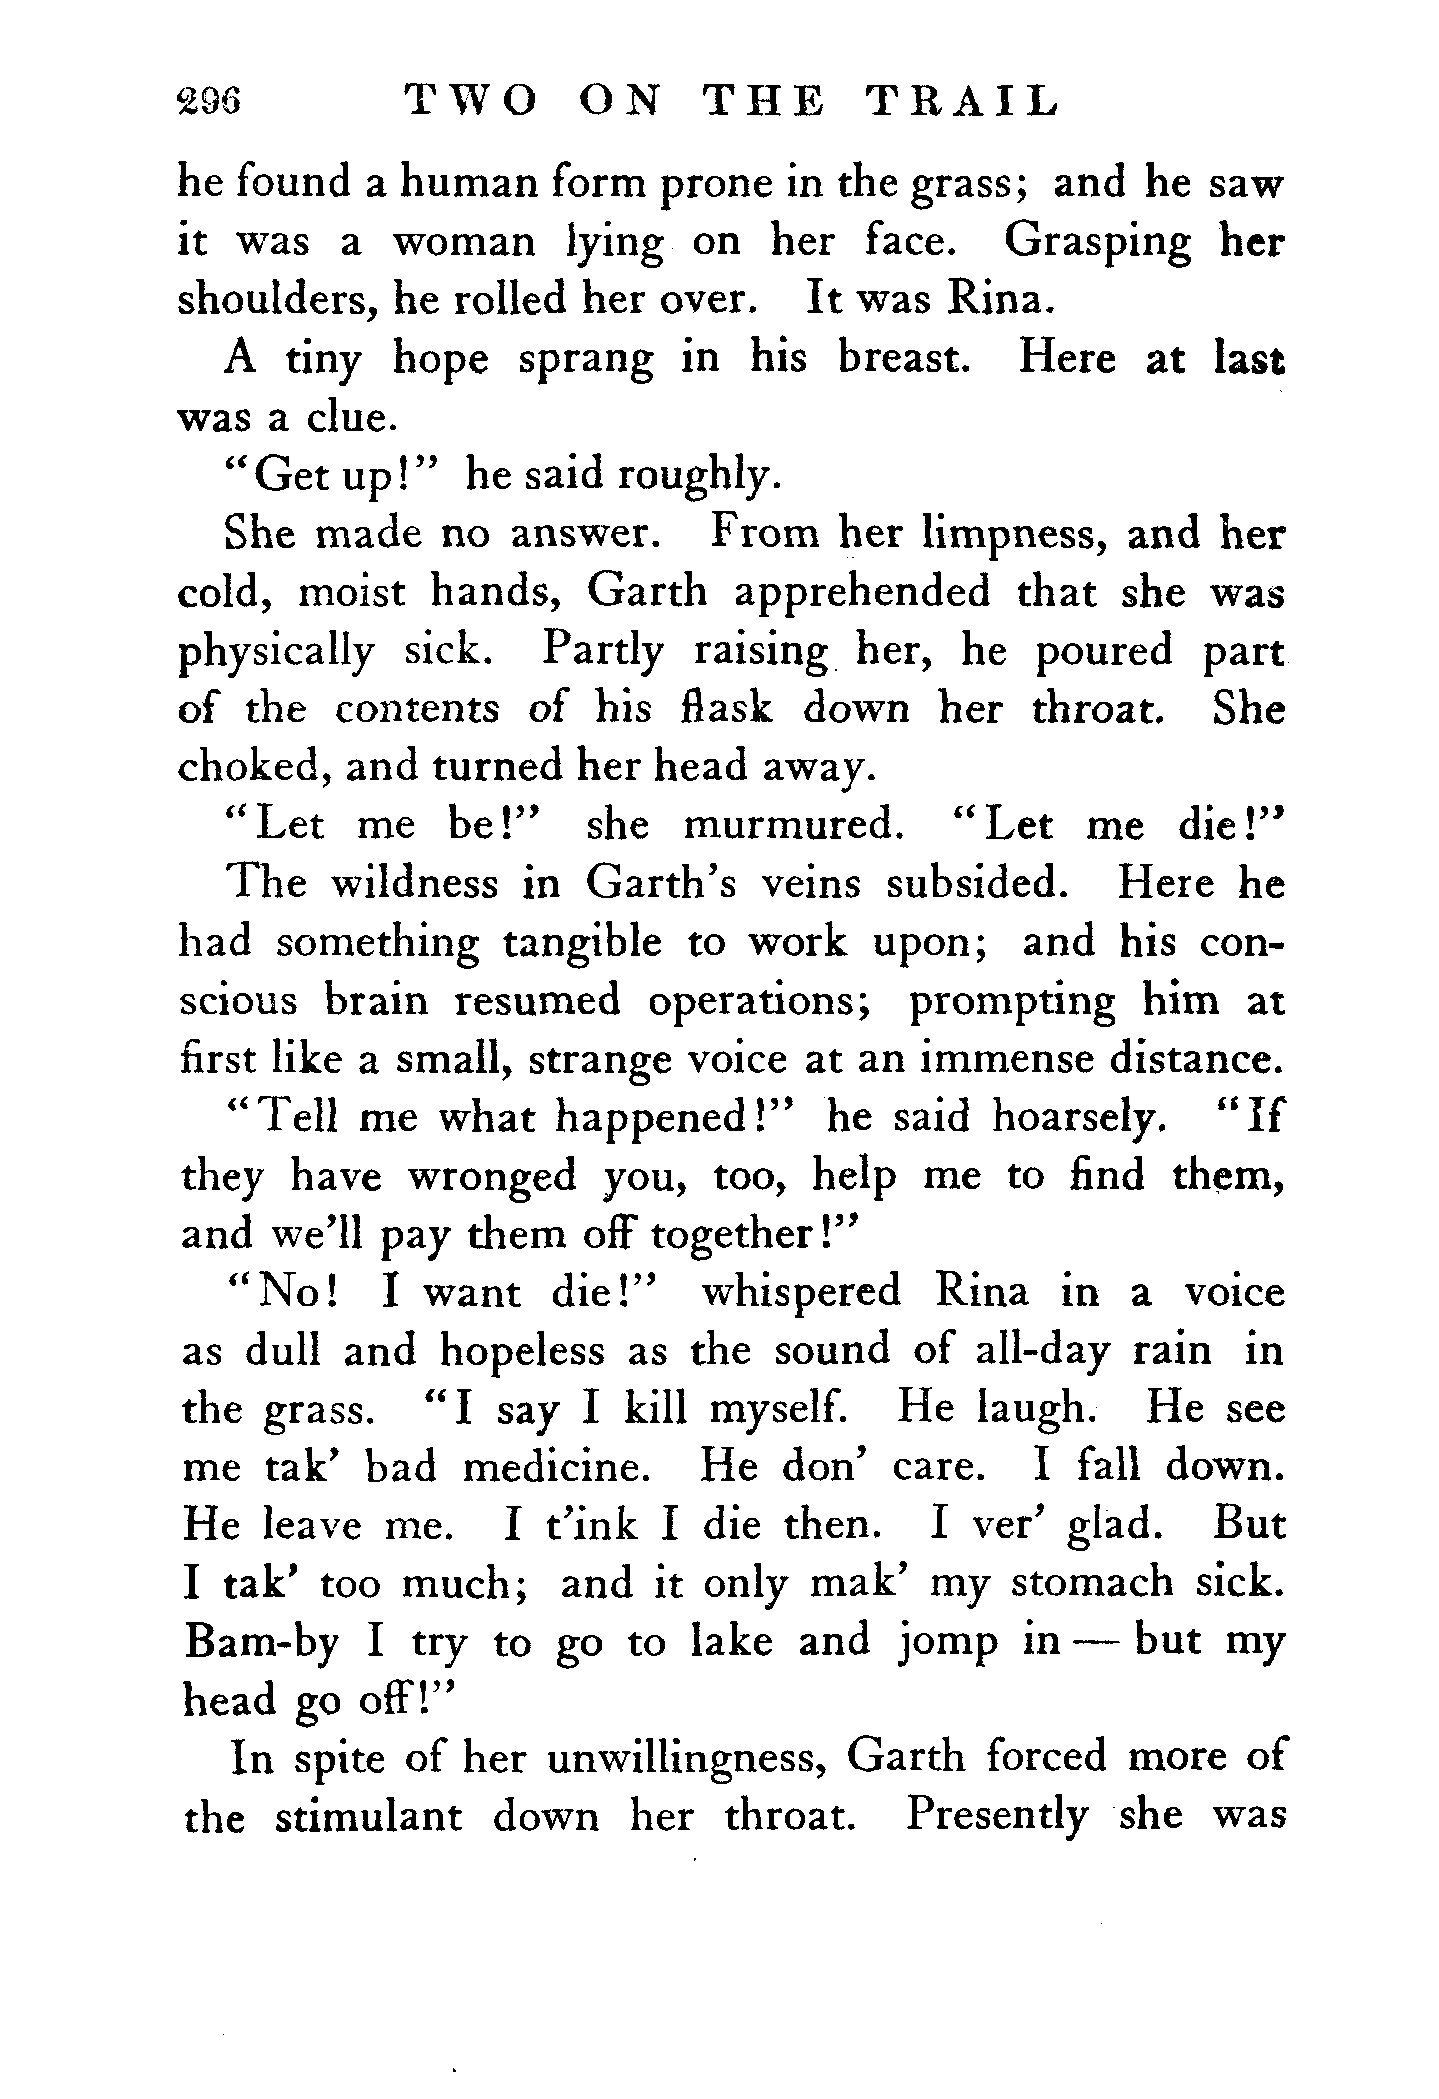 296 TWO ON THE TRAIL
he found a human form prone in the grass; and he saw
it was a woman lying on her face. Grasping her
shoulders, he rolled her over. It was Rina.
A tiny hope sprang in his breast. Here at last
was a clue.
"Get up!" he said roughly.
She made no answer. From her limpness, and her
cold, moist hands, Garth apprehended that she was
physically sick. Partly raising her, he poured part
of the contents of his flask down her throat. She
choked, and turned her head away.
"Let me be!" she murmured. "Let me die!"
The wildness in Garth's veins subsided. Here he
had something tangible to work upon; and his con-
scious brain resumed operations; prompting him at
first like a small, strange voice at an immense distance.
"Tell me what happened!" he said hoarsely. "If
they have wronged you, too, help me to find them,
and we'll pay them off together!"
"No! I want die!" whispered Rina in a voice
as dull and hopeless as the sound of all-day rain in
the grass. "I say I kill myself. He laugh. He see
me tak' bad medicine. He don' care. I fall down.
He leave me. I t'ink I die then. I ver' glad. But
I tak' too much; and it only mak' my stomach sick.
Bam-by I try to go to lake and jomp in — but my
head go off!"
In spite of her unwillingness, Garth forced more of
the stimulant down her throat. Presently she was